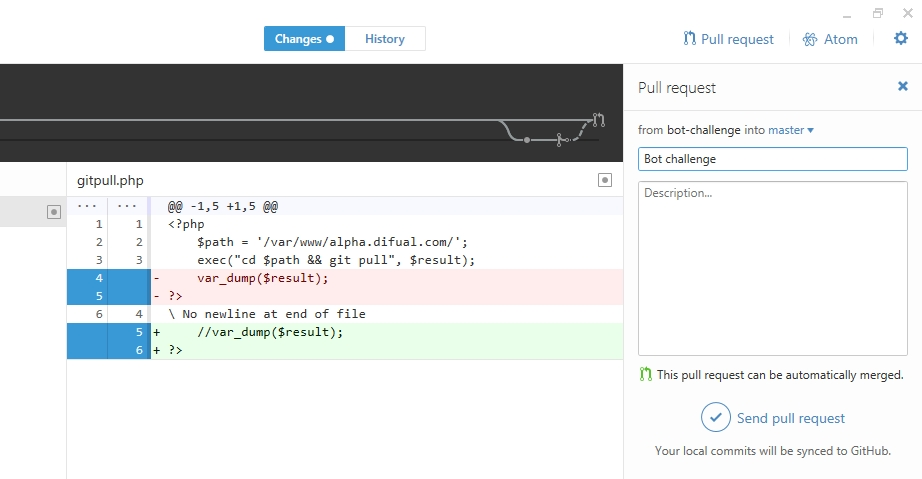 Changes
History
Pull request
Atom
Pull request
from bot-challenge into master
Bot challenge
Description...
This pull request can be automatically merged.
Send pull request
Your local commits will be synced to GitHub.
gitpull.php
... ... @@ -1,5 +1,5 @@
1 1 <?php
2 2 $path = '/var/www/alpha.difual.com/';
3 3 exec("cd $path && git pull", $result);
4 - var_dump($result);
5 - ?>
6 4 \ No newline at end of file
5 + //var_dump($result);
6 + ?>